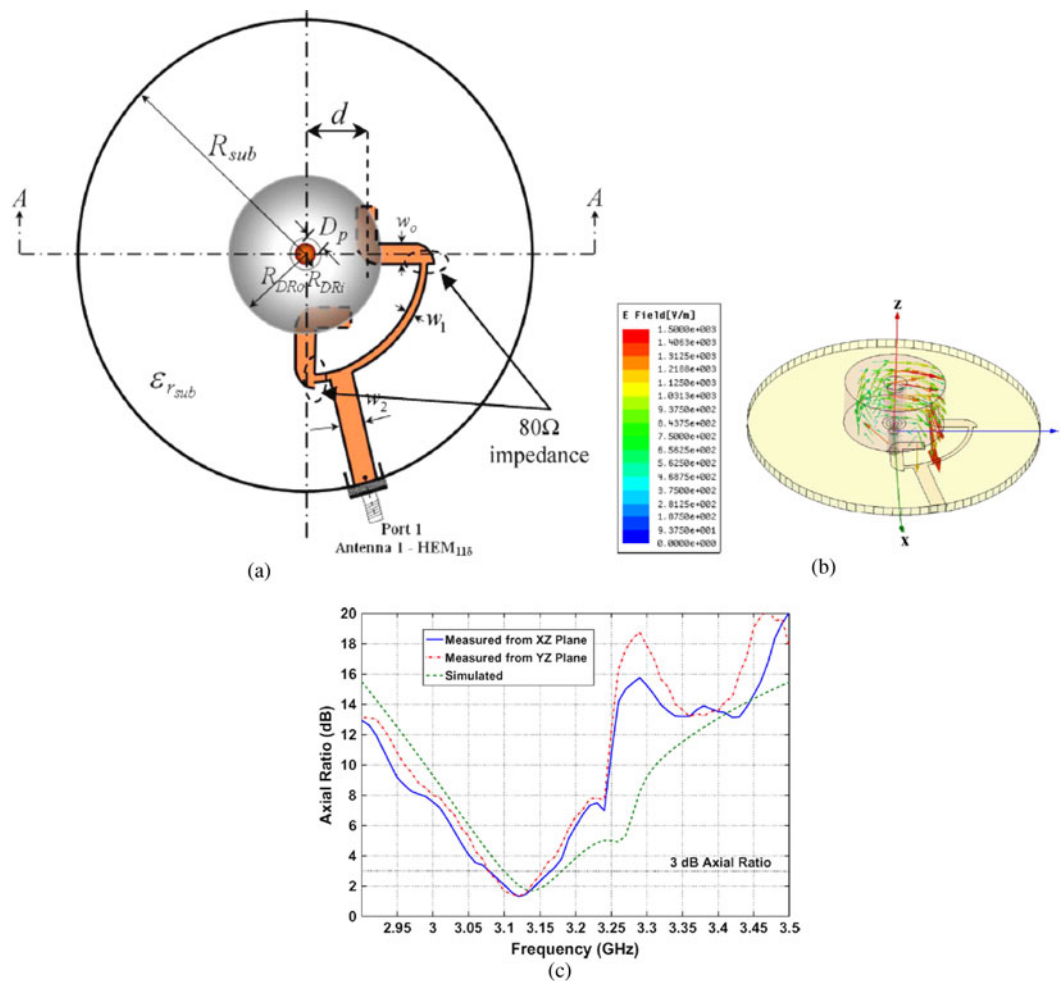 R_sub
d
A
A
D_p
w_o
R_DRo
R_DRi
w_1
ε_r_sub
w_2
80Ω
impedance
Port 1
Antenna 1 - HEM_11δ
(a)
E Field[V/m]
1.5000e+003
1.4063e+003
1.3125e+003
1.2188e+003
1.1250e+003
1.0313e+003
9.3750e+002
8.4375e+002
7.5000e+002
6.5625e+002
5.6250e+002
4.6875e+002
3.7500e+002
2.8125e+002
1.8750e+002
9.3750e+001
0.0000e+000
z
x
(b)
20
18
16
14
12
10
8
6
4
2
0
Axial Ratio (dB)
Measured from XZ Plane
Measured from YZ Plane
Simulated
3 dB Axial Ratio
2.95 3 3.05 3.1 3.15 3.2 3.25 3.3 3.35 3.4 3.45 3.5
Frequency (GHz)
(c)